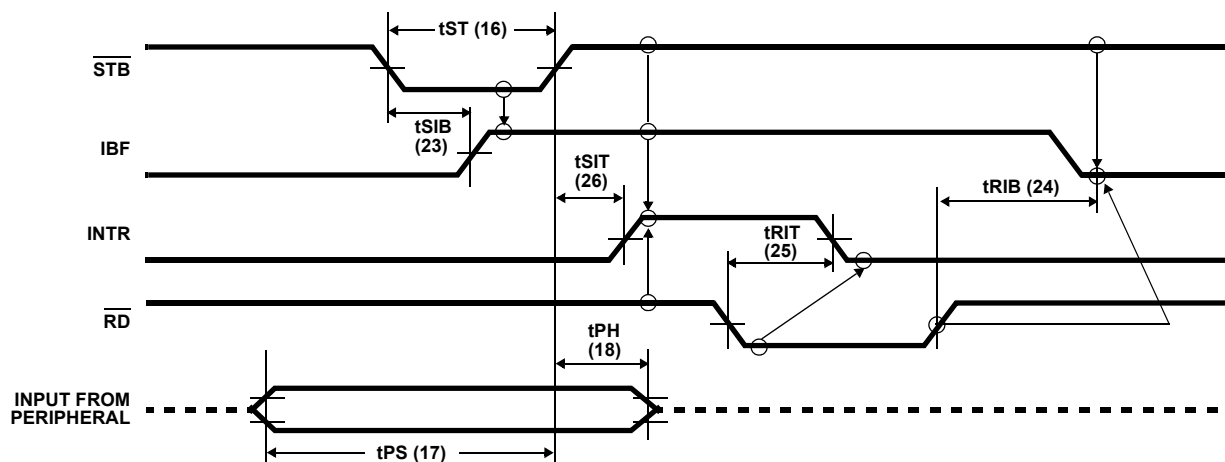 tST (16)
STB
tSIB
(23)
IBF
tSIT
(26)
tRIB (24)
INTR
tRIT
(25)
RD
tPH
(18)
INPUT FROM
PERIPHERAL
tPS (17)